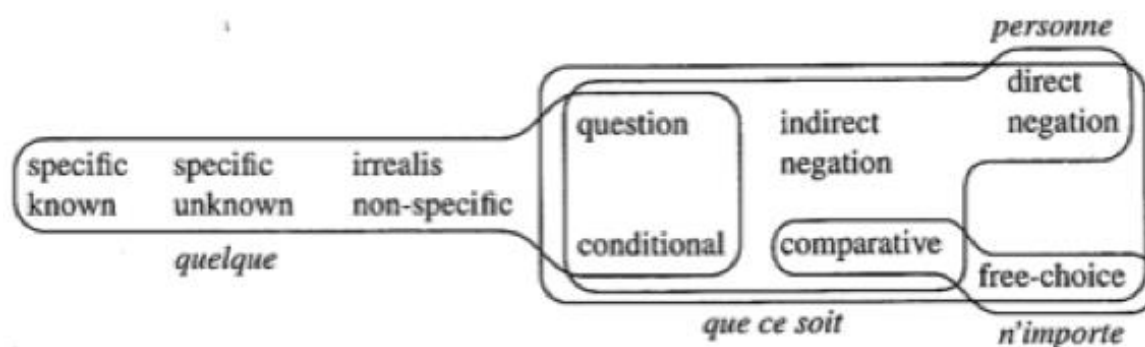 personne
direct
question indirect negation
negation
specific specific irrealis
known unknown non-specific
conditional comparative
quelque
free-choice
que ce soit
n'importe